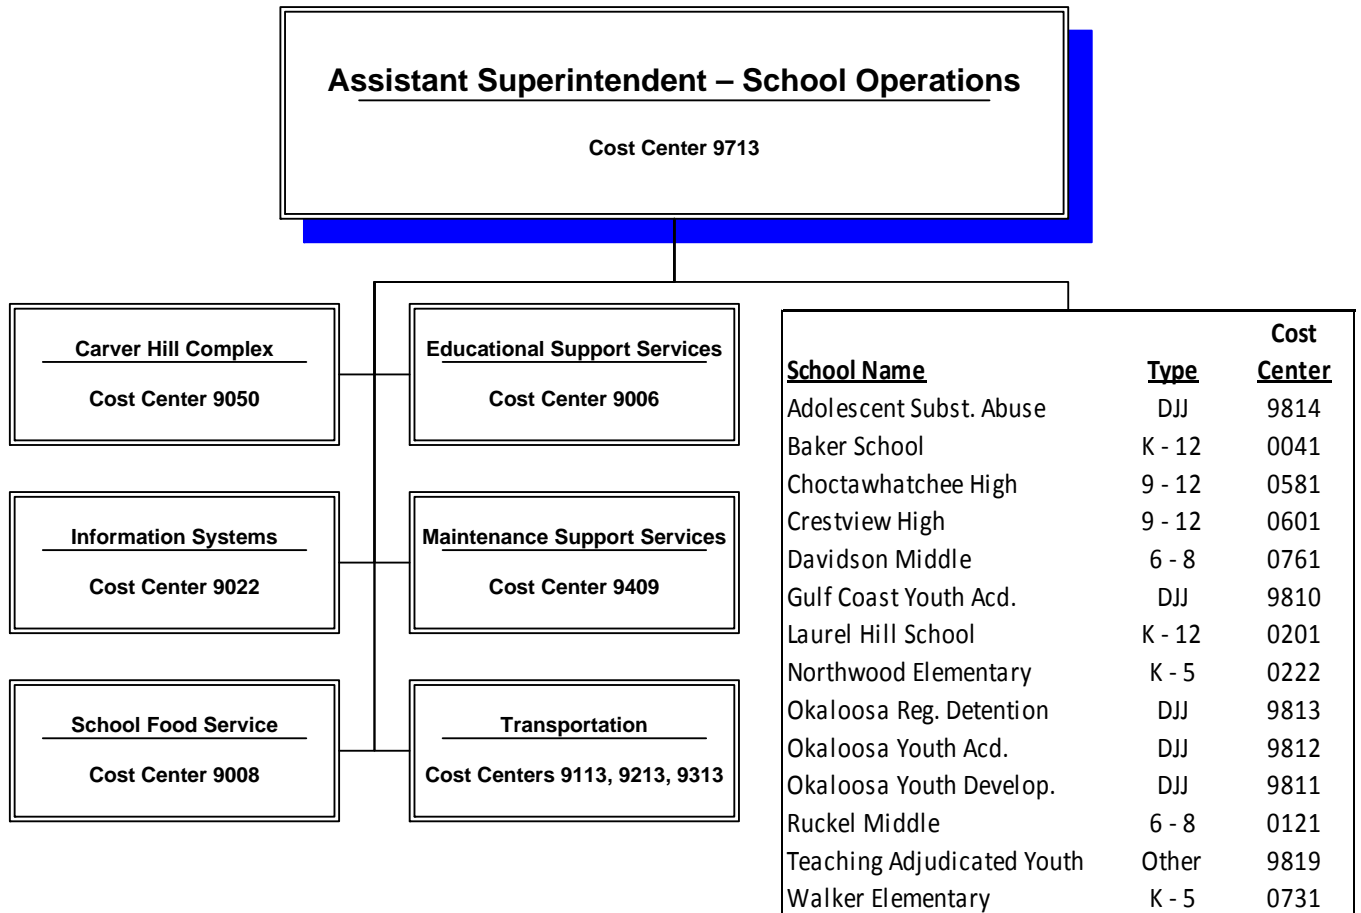 Assistant Superintendent – School Operations
Cost Center 9713
Carver Hill Complex
Cost Center 9050
Educational Support Services
Cost Center 9006
Information Systems
Cost Center 9022
Maintenance Support Services
Cost Center 9409
School Food Service
Cost Center 9008
Transportation
Cost Centers 9113, 9213, 9313
Cost
School Name Type Center
Adolescent Subst. Abuse DJJ 9814
Baker School K - 12 0041
Choctawhatchee High 9 - 12 0581
Crestview High 9 - 12 0601
Davidson Middle 6 - 8 0761
Gulf Coast Youth Acd. DJJ 9810
Laurel Hill School K - 12 0201
Northwood Elementary K - 5 0222
Okaloosa Reg. Detention DJJ 9813
Okaloosa Youth Acd. DJJ 9812
Okaloosa Youth Develop. DJJ 9811
Ruckel Middle 6 - 8 0121
Teaching Adjudicated Youth Other 9819
Walker Elementary K - 5 0731